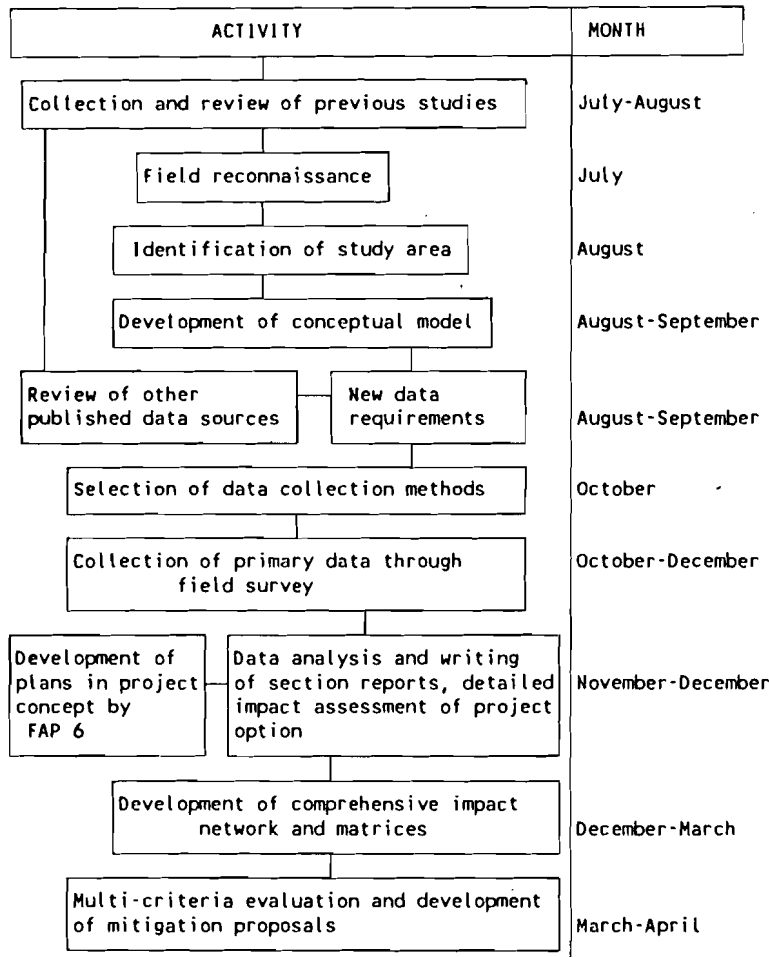 ACTIVITY MONTH
Collection and review of previous studies July-August
Field reconnaissance July
Identification of study area August
Development of conceptual model August-September
Review of other
published data sources
New data
requirements
August-September
Selection of data collection methods October
Collection of primary data through
field survey
October-December
Development of
plans in project
concept by
FAP 6
Data analysis and writing
of section reports, detailed
impact assessment of project
option
November-December
Development of comprehensive impact
network and matrices
December-March
Multi-criteria evaluation and development
of mitigation proposals
March-April